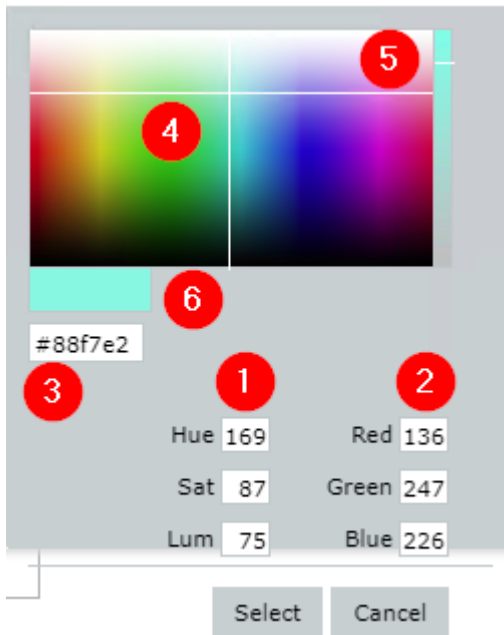 5
4
6
#88f7e2
3 1 2
Hue 169 Red 136
Sat 87 Green 247
Lum 75 Blue 226
Select Cancel